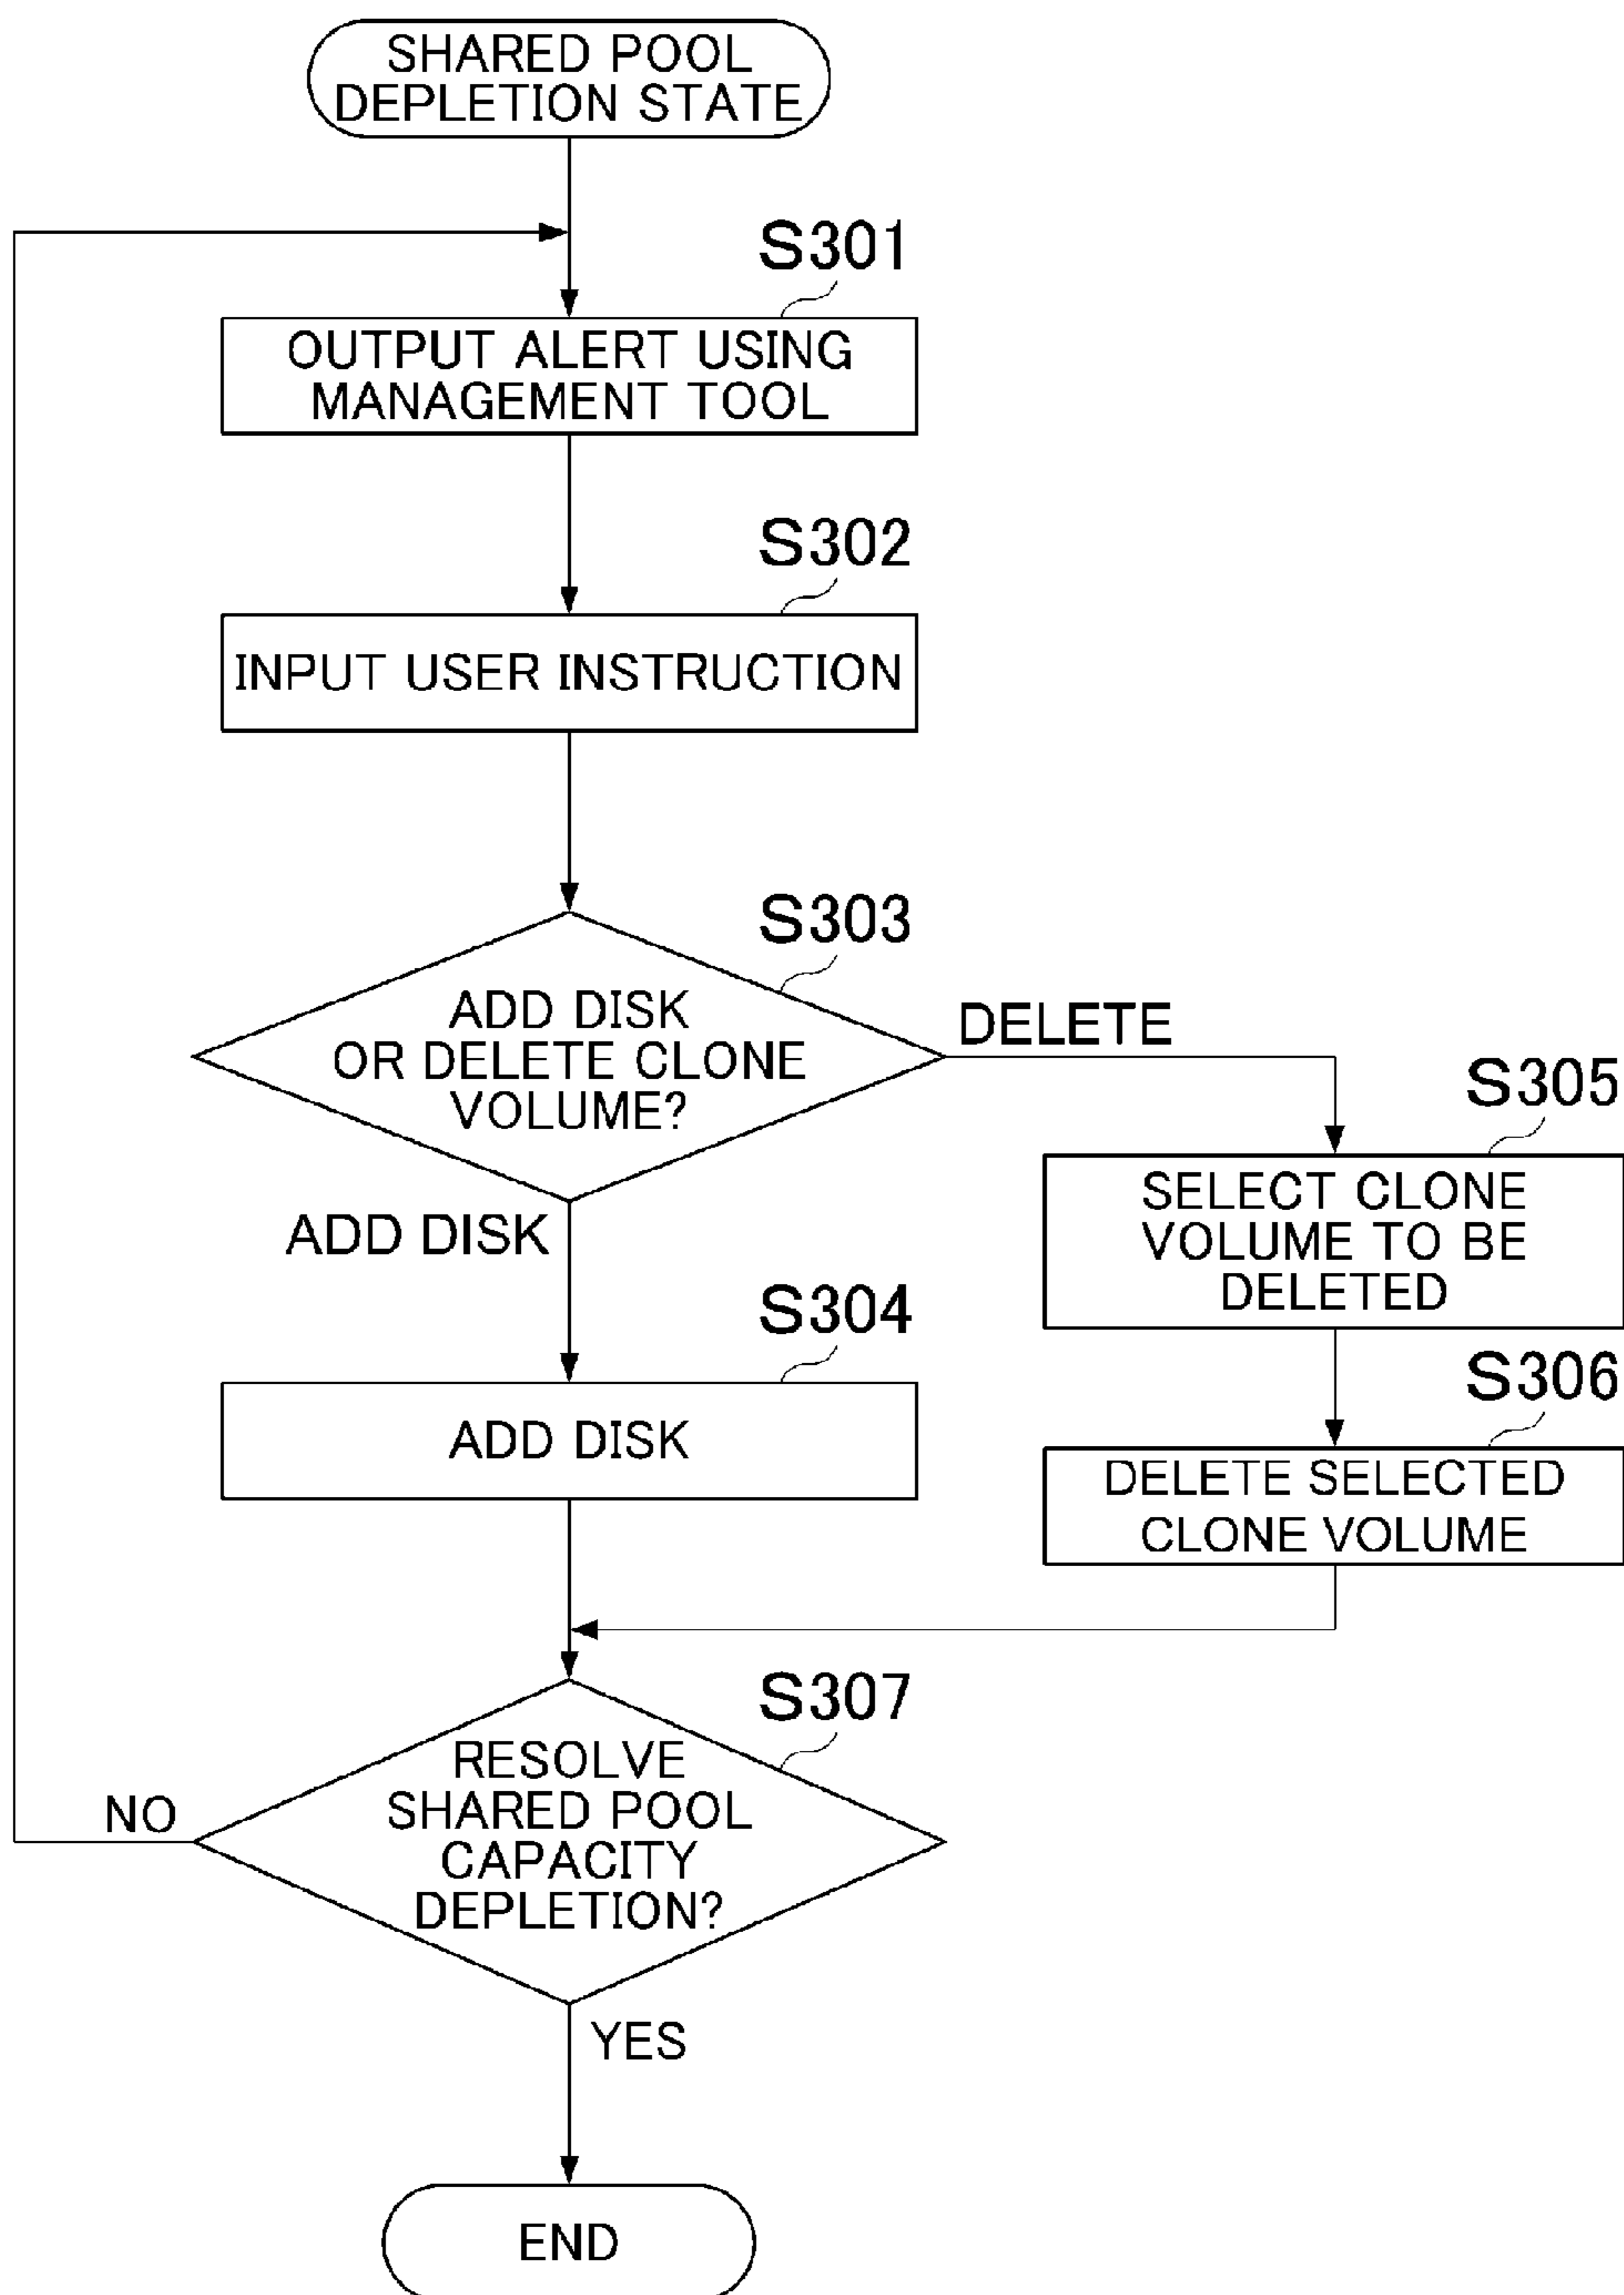 SHARED POOL
DEPLETION STATE
S301
OUTPUT ALERT USING
MANAGEMENT TOOL
S302
INPUT USER INSTRUCTION
S303
ADD DISK
OR DELETE CLONE
VOLUME?
DELETE
ADD DISK
S305
SELECT CLONE
VOLUME TO BE
DELETED
S304
ADD DISK
S306
DELETE SELECTED
CLONE VOLUME
S307
RESOLVE
SHARED POOL
CAPACITY
DEPLETION?
NO
YES
END